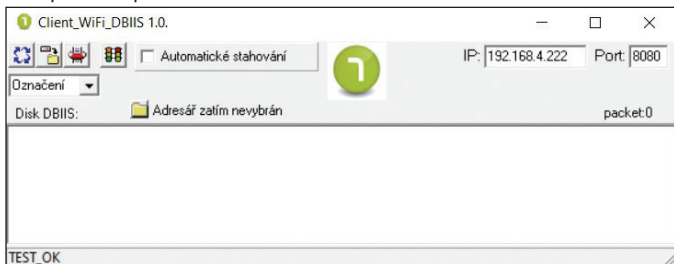 Client_WiFi_DBIIS 1.0.
Automatické stahování IP: 192.168.4.222 Port: 8080
Označení
Disk DBIIS: Adresář zatím nevybrán packet:0
TEST_OK